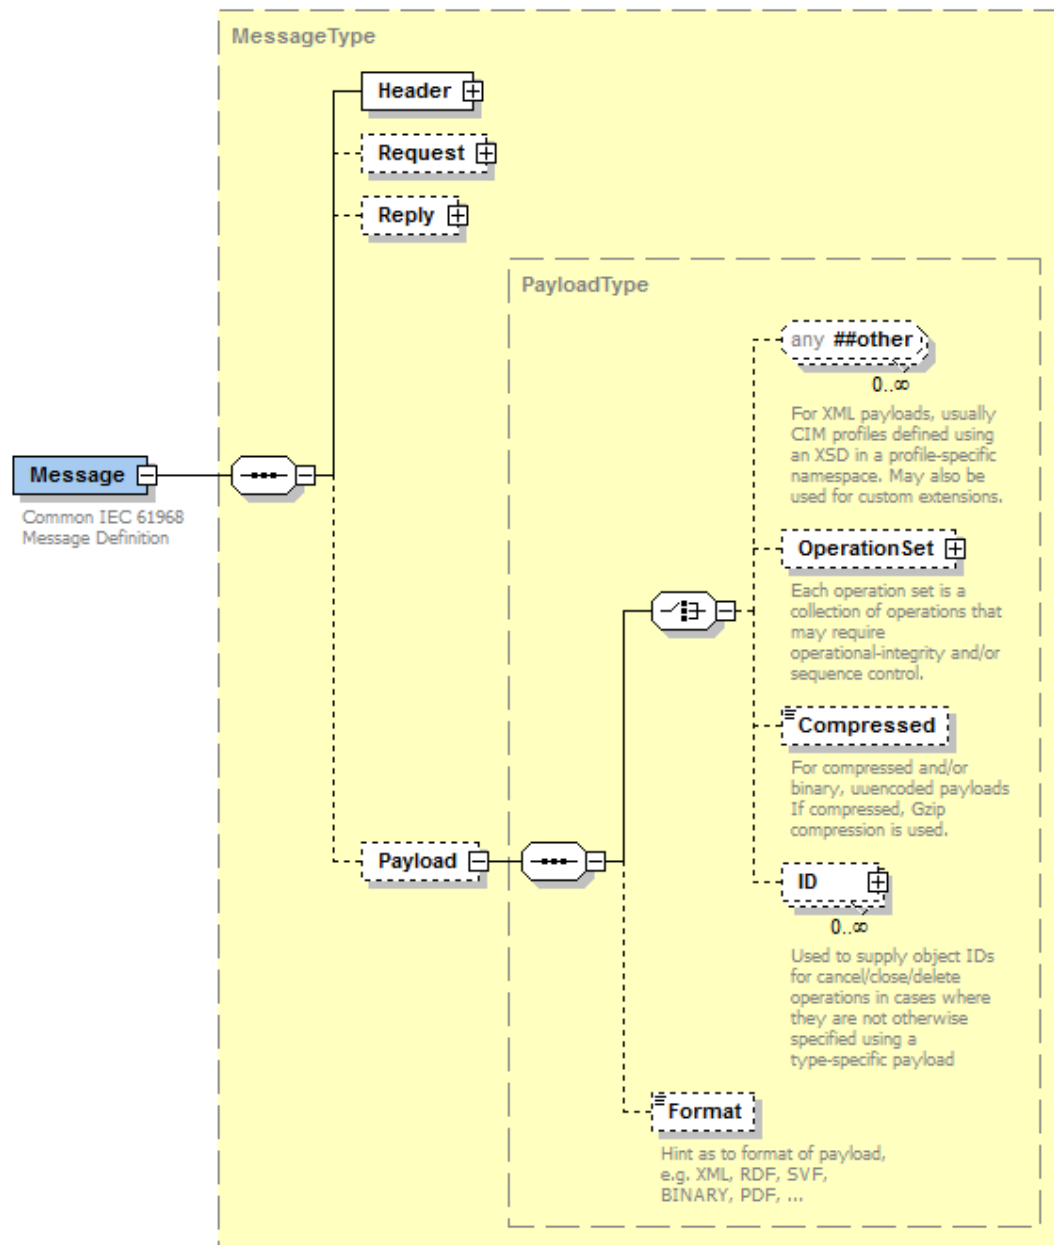 MessageType
Header
Request
Reply
PayloadType
any ##other
0..∞
For XML payloads, usually
CIM profiles defined using
an XSD in a profile-specific
namespace. May also be
used for custom extensions.
Message
Common IEC 61968
Message Definition
OperationSet
Each operation set is a
collection of operations that
may require
operational-integrity and/or
sequence control.
Compressed
For compressed and/or
binary, uuencoded payloads
If compressed, Gzip
compression is used.
Payload
ID
0..∞
Used to supply object IDs
for cancel/close/delete
operations in cases where
they are not otherwise
specified using a
type-specific payload
Format
Hint as to format of payload,
e.g. XML, RDF, SVF,
BINARY, PDF, ...